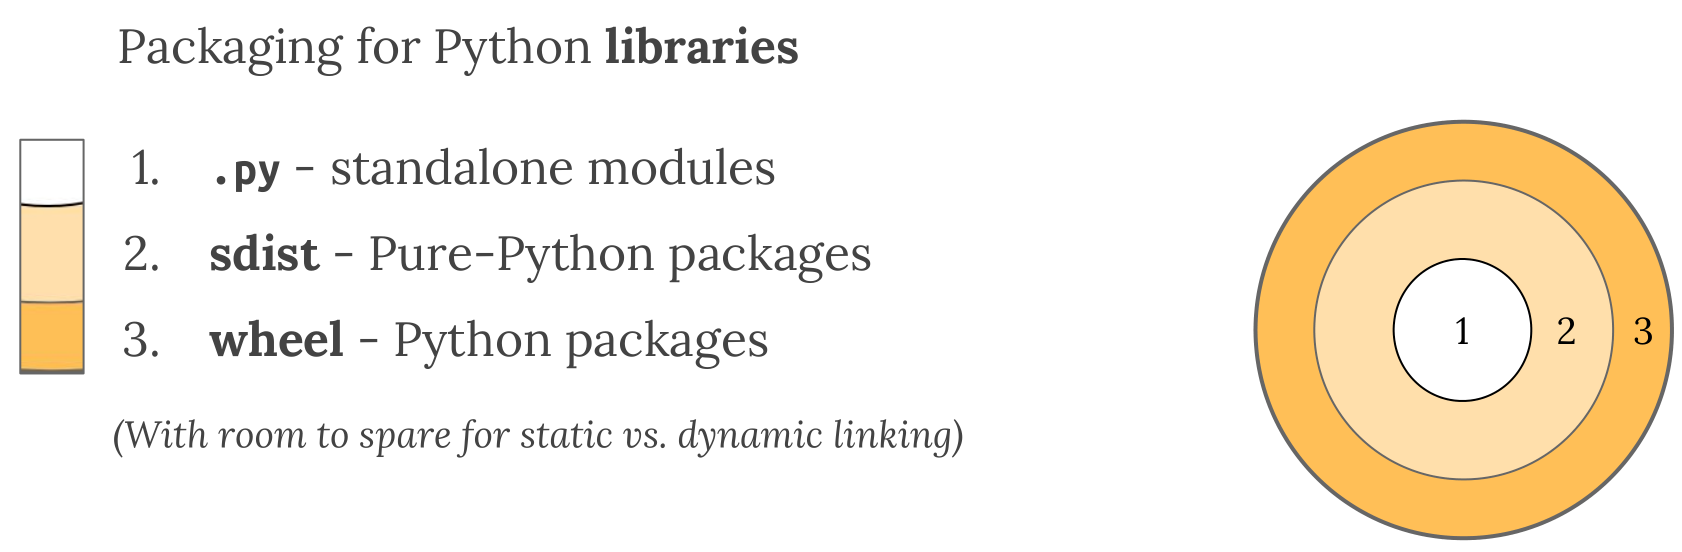 Packaging for Python libraries
1. .py - standalone modules
2. sdist - Pure-Python packages
3. wheel - Python packages
(With room to spare for static vs. dynamic linking)
1 2 3